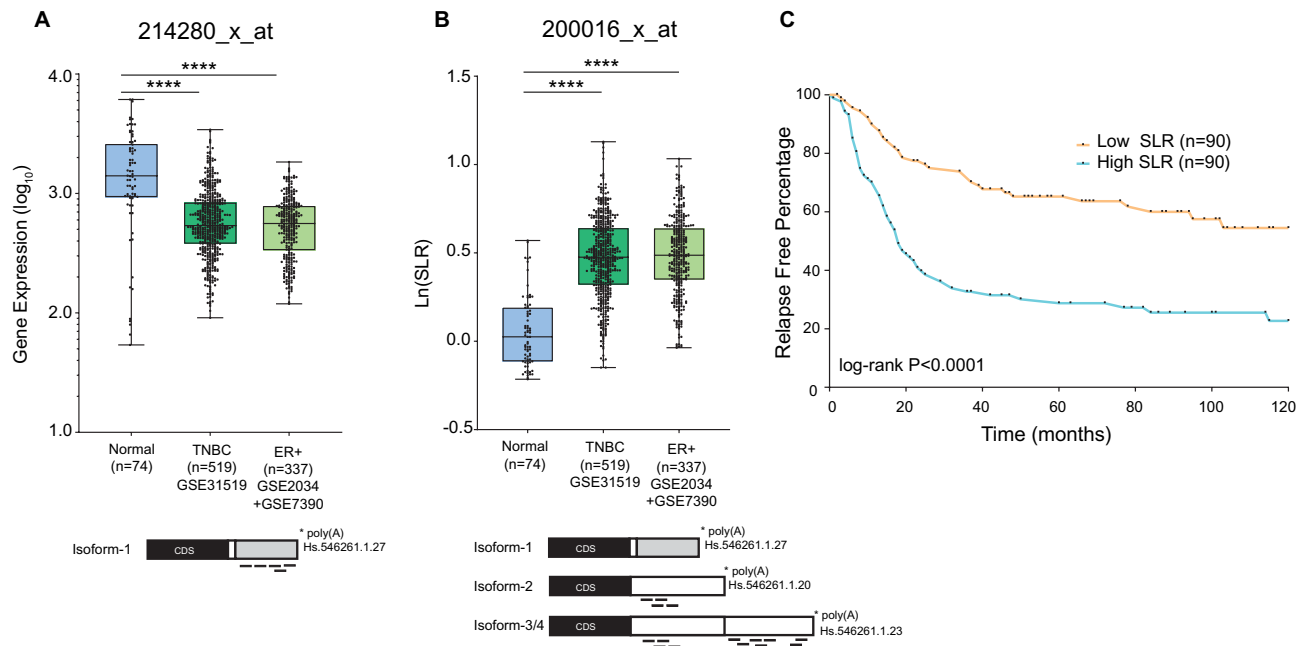 A
214280_x_at
****
****
4.0
3.0
2.0
1.0
Gene Expression (log10)
Normal
(n=74)
TNBC
(n=519)
GSE31519
ER+
(n=337)
GSE2034
+GSE7390
Isoform-1
CDS
* poly(A)
Hs.546261.1.27
B
200016_x_at
****
****
1.5
1.0
0.5
0.0
-0.5
Ln(SLR)
Normal
(n=74)
TNBC
(n=519)
GSE31519
ER+
(n=337)
GSE2034
+GSE7390
Isoform-1
CDS
* poly(A)
Hs.546261.1.27
Isoform-2
CDS
* poly(A)
Hs.546261.1.20
Isoform-3/4
CDS
* poly(A)
Hs.546261.1.23
C
100
80
60
40
20
0
Relapse Free Percentage
Low SLR (n=90)
High SLR (n=90)
log-rank P<0.0001
0 20 40 60 80 100 120
Time (months)